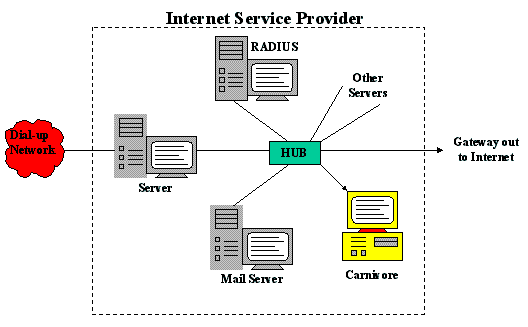 Internet Service Provider
RADIUS
Other
Servers
Dial-up
Network
HUB
Gateway out
to Internet
Server
Mail Server
Carnivore